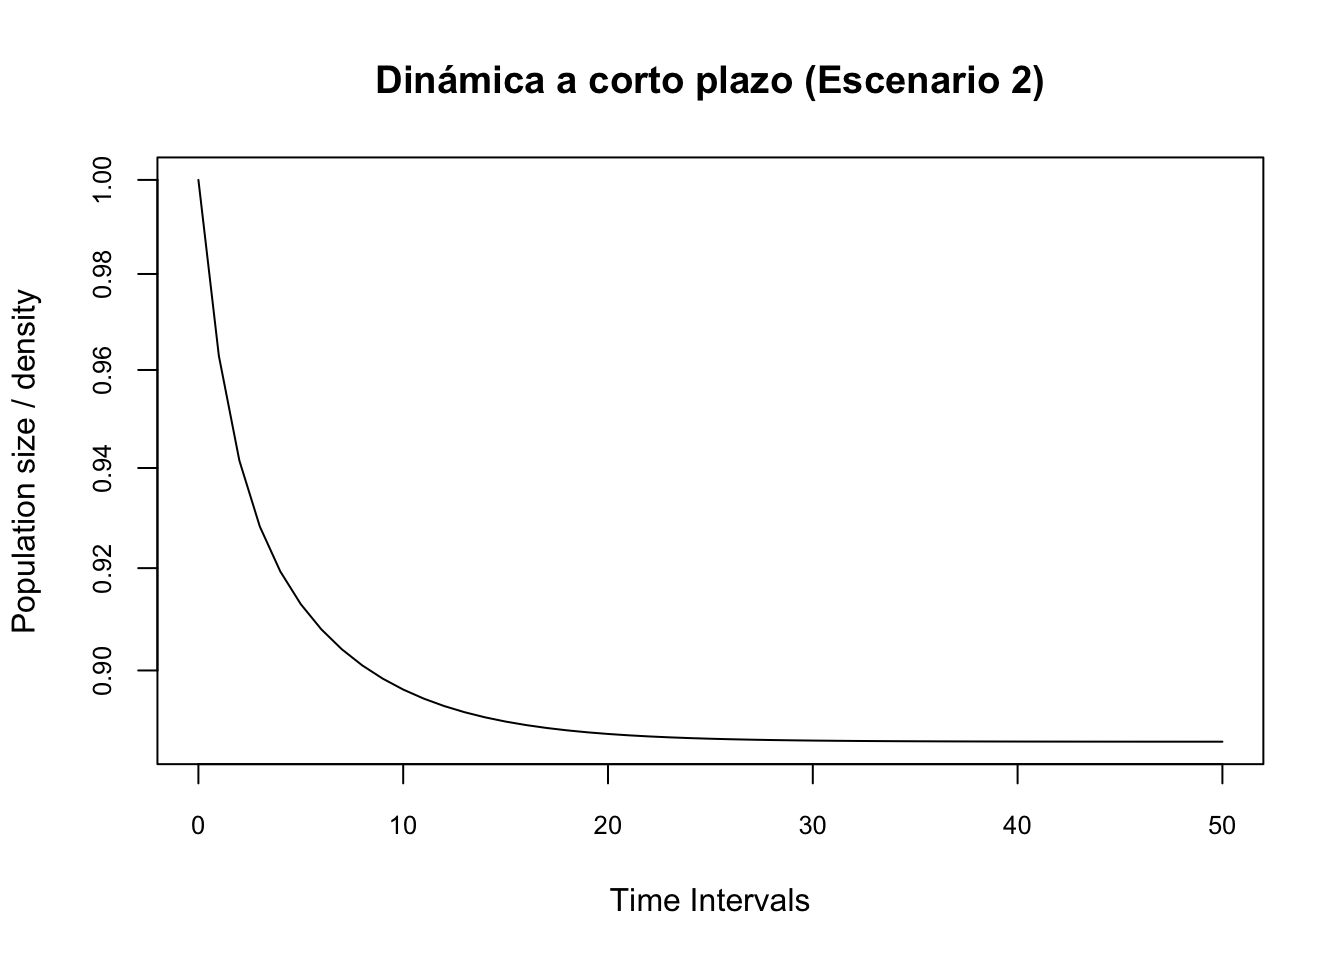 Dinámica a corto plazo (Escenario 2)
Population size / density
1.00
0.98
0.96
0.94
0.92
0.90
0 10 20 30 40 50
Time Intervals